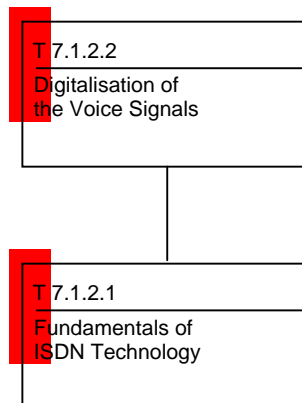 T 7.1.2.2
Digitalisation of
the Voice Signals
T 7.1.2.1
Fundamentals of
ISDN Technology